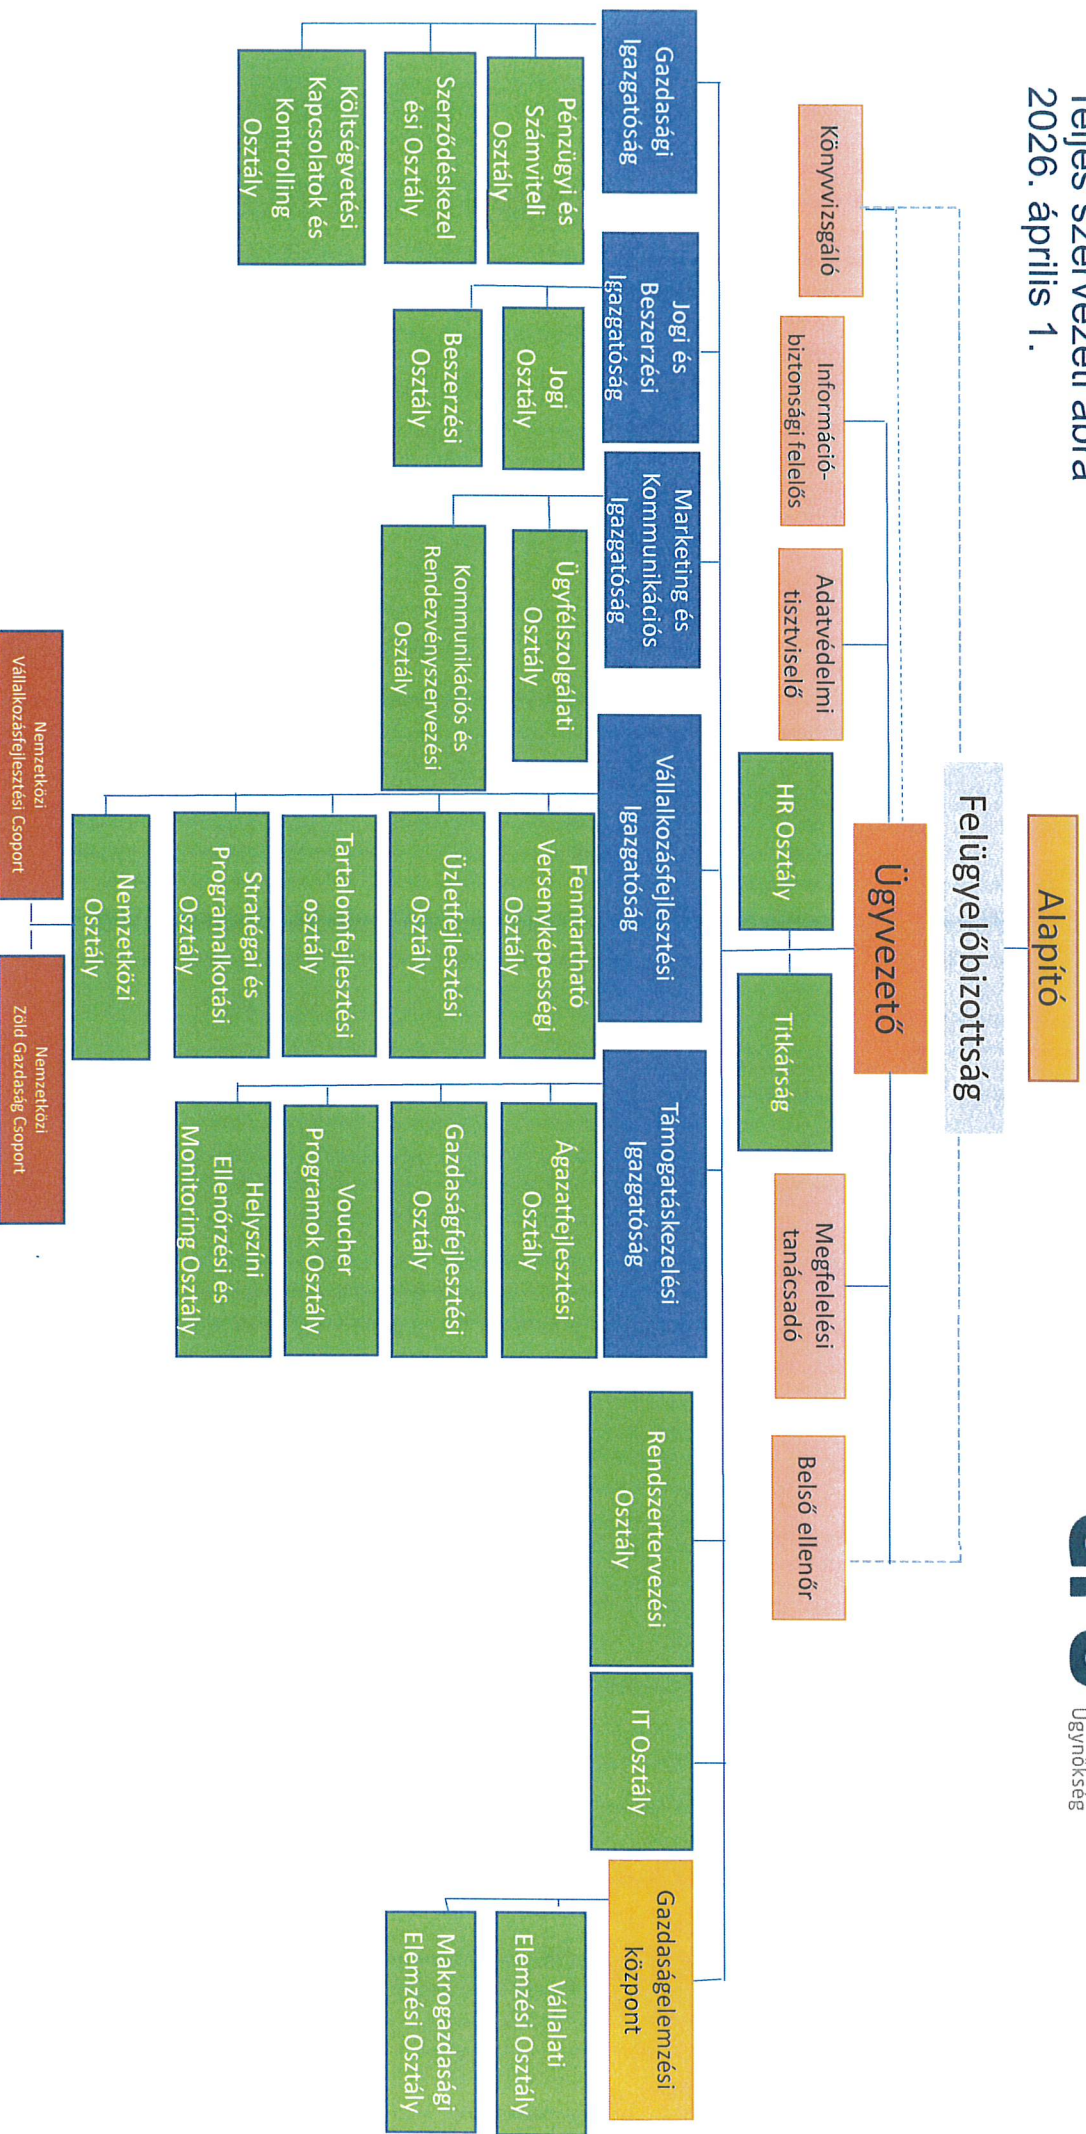 Teljes szervezeti ábra
2026. április 1.
Ügynökség
Alapító
Felügyelőbizottság
Ügyvezető
Könyvvizsgáló
Információ-
biztonsági felelős
Adatvédelmi
tisztviselő
HR Osztály
Titkárság
Megfelelési
tanácsadó
Belső ellenőr
Gazdasági
Igazgatóság
Pénzügyi és
Számviteli
Osztály
Szerződéskezel
ési Osztály
Költségvetési
Kapcsolatok és
Kontrolling
Osztály
Jogi és
Beszerzési
Igazgatóság
Jogi
Osztály
Beszerzési
Osztály
Marketing és
Kommunikációs
Igazgatóság
Ügyfélszolgálati
Osztály
Kommunikációs és
Rendezvényszervezési
Osztály
Vállalkozásfejlesztési
Igazgatóság
Fenntartható
Versenyképességi
Osztály
Üzletfejlesztési
Osztály
Tartalomfejlesztési
osztály
Stratégai és
Programalkotási
Osztály
Nemzetközi
Osztály
Nemzetközi
Vállalkozásfejlesztési Csoport
Nemzetközi
Zöld Gazdaság Csoport
Támogatáskezelési
Igazgatóság
Ágazatfejlesztési
Osztály
Gazdaságfejlesztési
Osztály
Voucher
Programok Osztály
Helyszíni
Ellenőrzési és
Monitoring Osztály
Rendszertervezési
Osztály
IT Osztály
Gazdaságelemzési
központ
Vállalati
Elemzési Osztály
Makrogazdasági
Elemzési Osztály